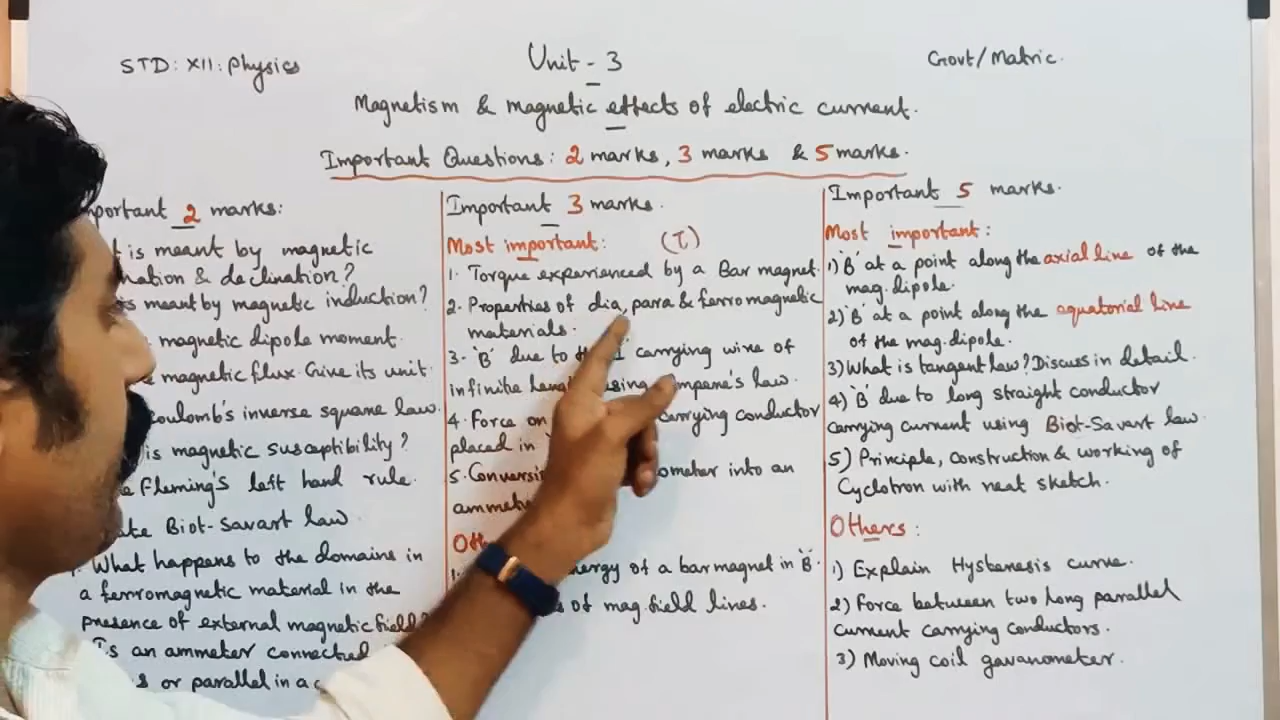 STD: XII: Physics
Unit - 3
Govt/Matric.
Magnetism & magnetic effects of electric current.
Important Questions: 2 marks, 3 marks & 5 marks.
2 marks:
is meant by magnetic
& declination?
meant by magnetic induction?
magnetic dipole moment.
magnetic flux. Give its unit.
Coulomb's inverse square law.
is magnetic susceptibility?
Fleming's left hand rule.
Biot-Savart law.
What happens to the domains in
a ferromagnetic material in the
presence of external magnetic field?
Is an ammeter connected
or parallel in a
Important 3 marks.
Most important: (τ)
1. Torque experienced by a Bar magnet.
2. Properties of dia, para & ferromagnetic
materials.
3. 'B' due to carrying wire of
infinite using law.
4. Force on carrying conductor
placed in
5. into an
1. of a bar magnet in 'B'.
of mag. field lines.
Important 5 marks.
Most important:
1) 'B' at a point along the axial line of the
mag. dipole.
2) 'B' at a point along the equatorial line
of the mag. dipole.
3) What is tangent law? Discuss in detail.
4) 'B' due to long straight conductor
carrying current using Biot-Savart law.
5) Principle, construction & working of
Cyclotron with neat sketch.
Others:
1) Explain Hysteresis curve.
2) Force between two long parallel
current carrying conductors.
3) Moving coil gavanometer.